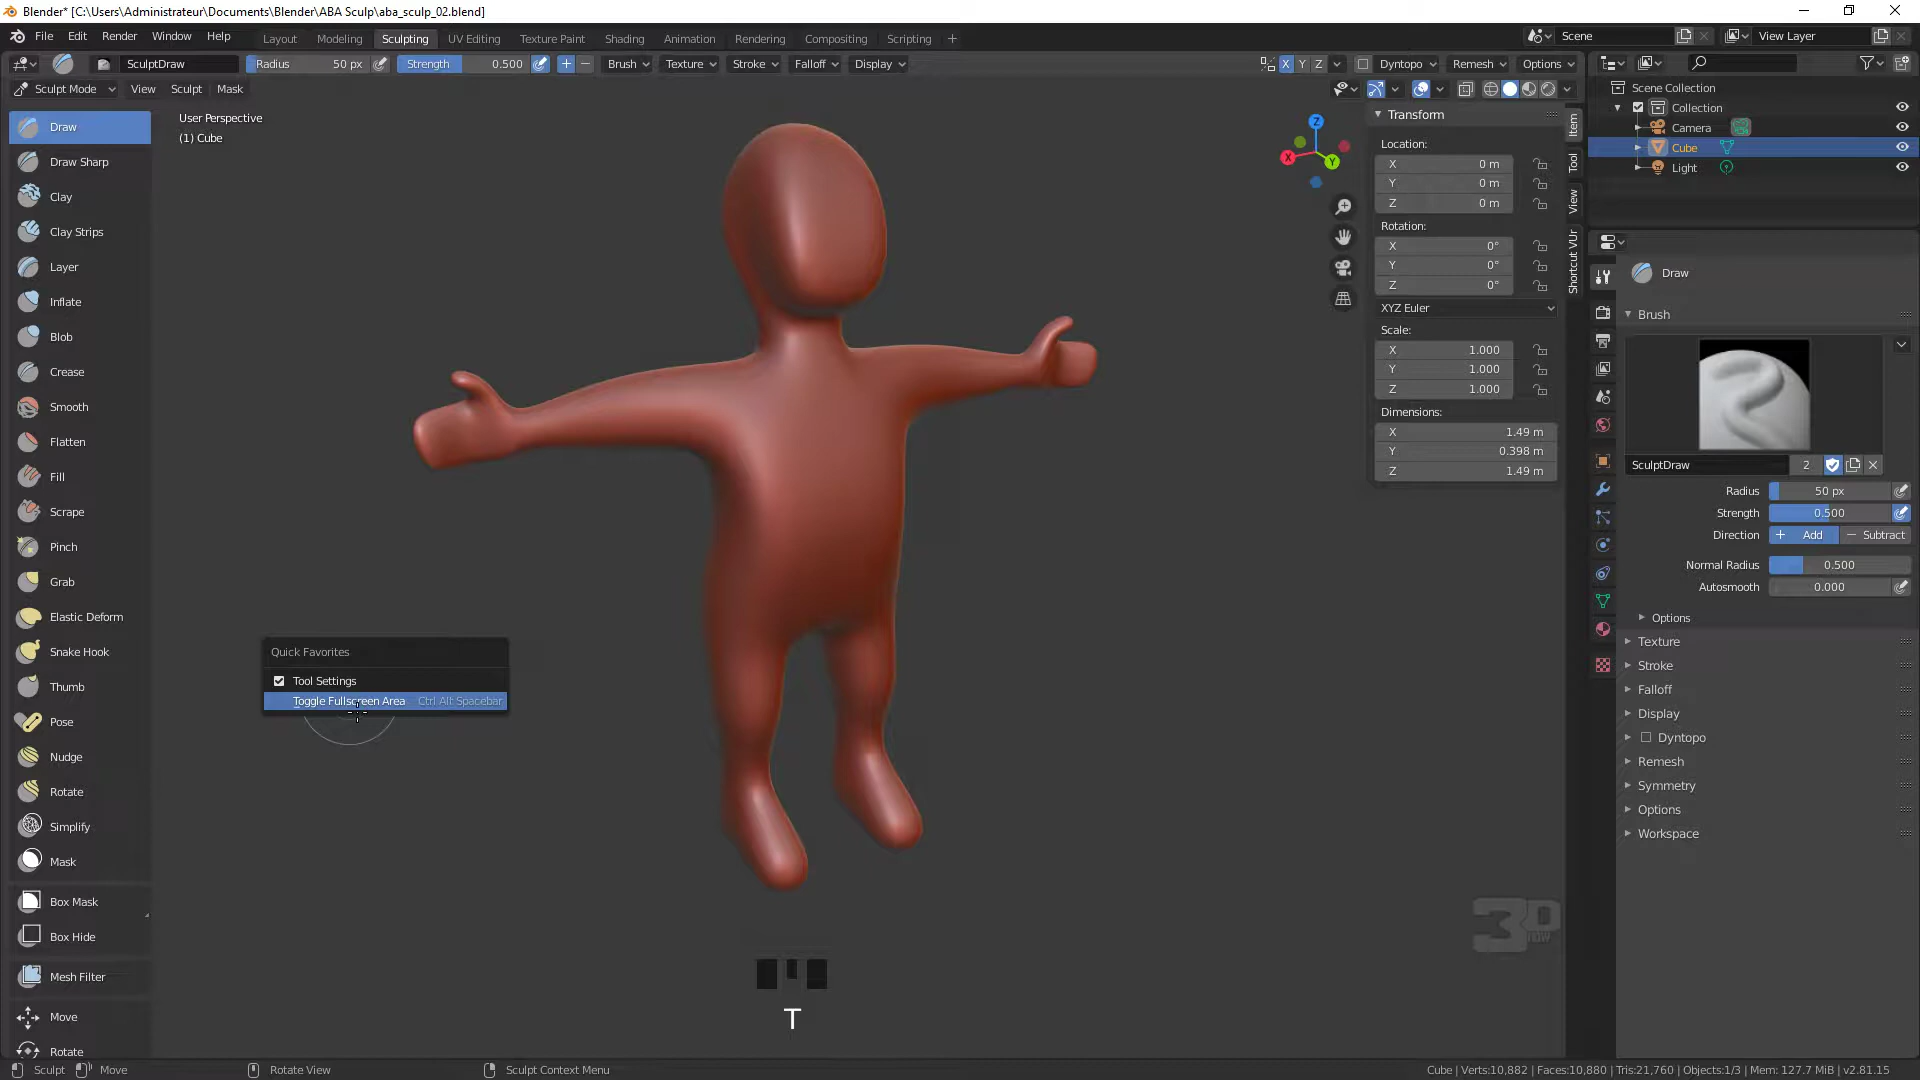 Blender* [C:\Users\Administrateur\Documents\Blender\ABA Sculp\aba_sculp_02.blend]
File Edit Render Window Help Layout Modeling Sculpting UV Editing Texture Paint Shading Animation Rendering Compositing Scripting + Scene View Layer
SculptDraw Radius 50 px Strength 0.500 + − Brush Texture Stroke Falloff Display X Y Z Dyntopo Remesh Options
Sculpt Mode View Sculpt Mask
User Perspective
(1) Cube
Draw
Draw Sharp
Clay
Clay Strips
Layer
Inflate
Blob
Crease
Smooth
Flatten
Fill
Scrape
Pinch
Grab
Elastic Deform
Snake Hook
Thumb
Pose
Nudge
Rotate
Simplify
Mask
Box Mask
Box Hide
Mesh Filter
Move
Rotate
Quick Favorites
Tool Settings
Toggle Fullscreen Area Ctrl Alt Spacebar
T
Z
X
Y
3D
NOW
Transform
Location:
X 0 m
Y 0 m
Z 0 m
Rotation:
X 0°
Y 0°
Z 0°
XYZ Euler
Scale:
X 1.000
Y 1.000
Z 1.000
Dimensions:
X 1.49 m
Y 0.398 m
Z 1.49 m
Item
Tool
View
Shortcut VUr
Scene Collection
Collection
Camera
Cube
Light
Draw
Brush
SculptDraw 2
Radius 50 px
Strength 0.500
Direction + Add − Subtract
Normal Radius 0.500
Autosmooth 0.000
Options
Texture
Stroke
Falloff
Display
Dyntopo
Remesh
Symmetry
Options
Workspace
Sculpt Move Rotate View Sculpt Context Menu Cube | Verts:10,882 | Faces:10,880 | Tris:21,760 | Objects:1/3 | Mem: 127.7 MiB | v2.81.15